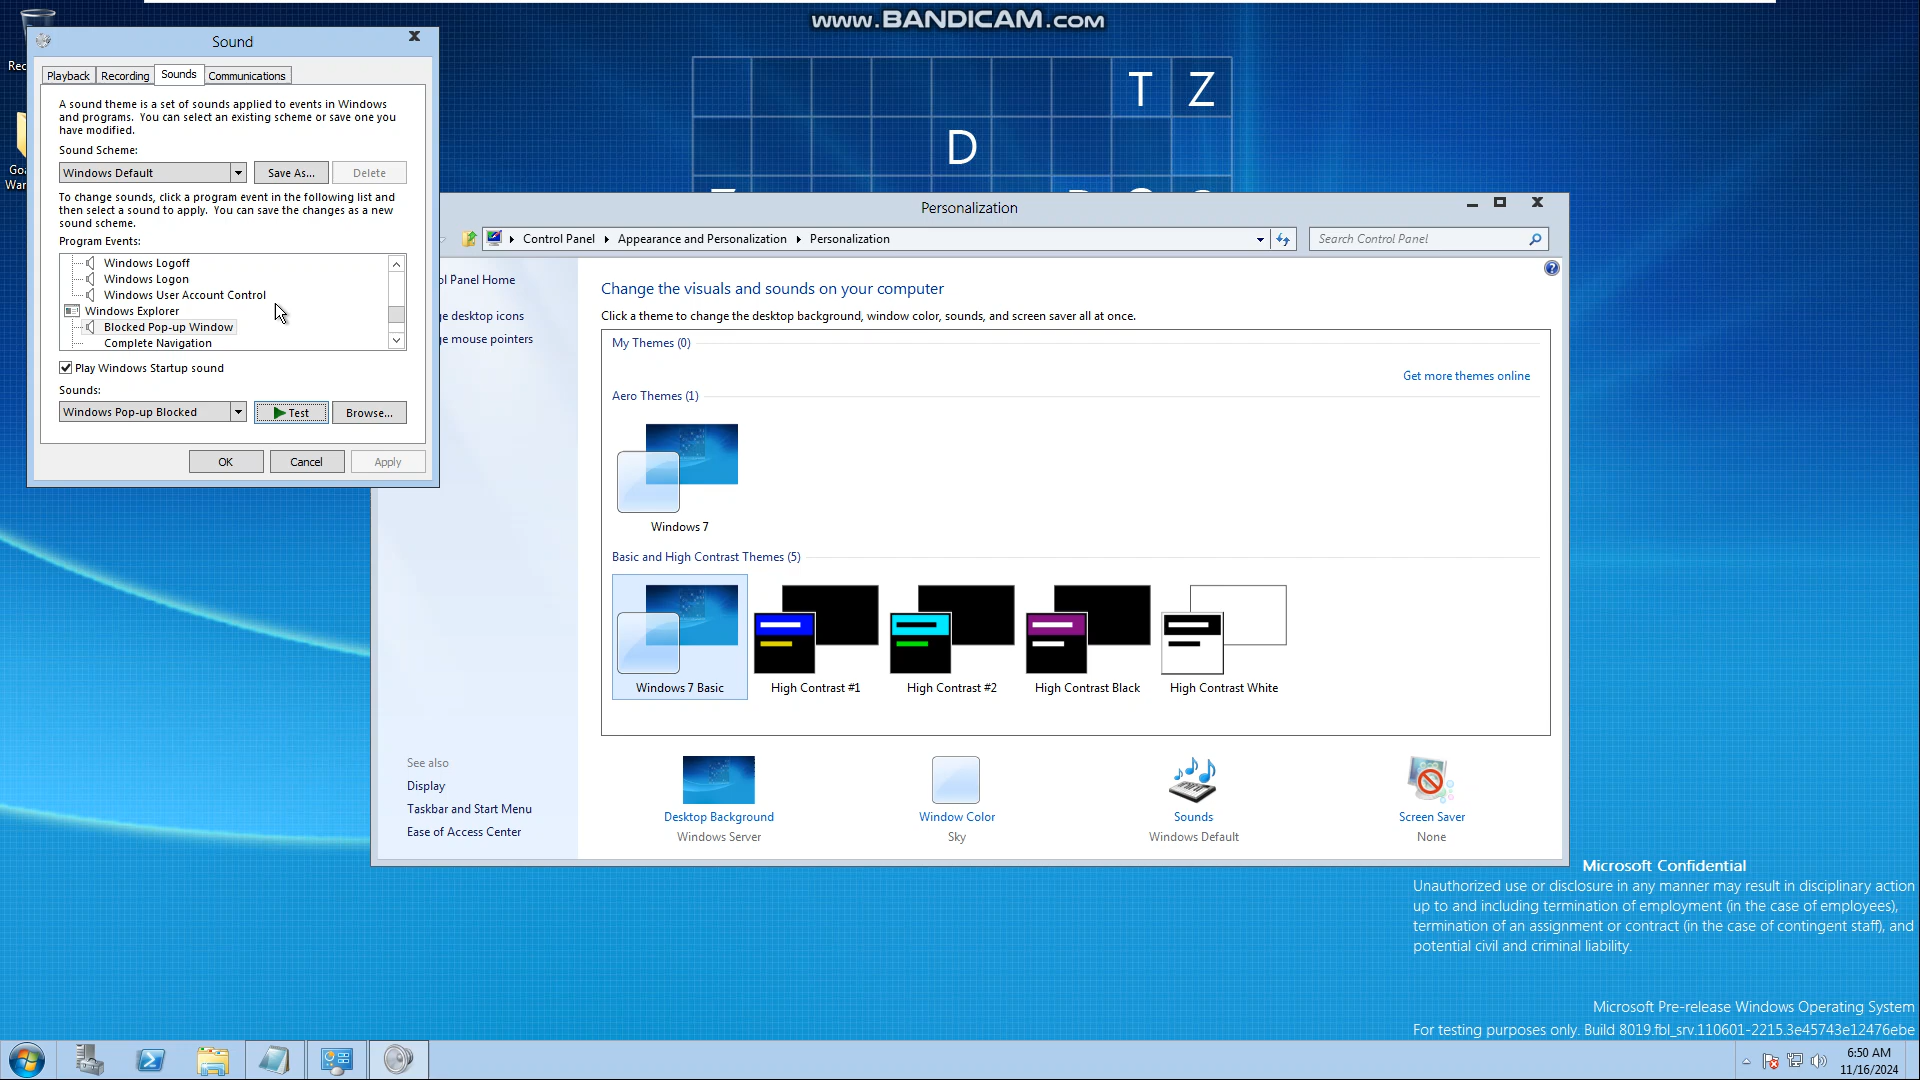 www.BANDICAM.com
T Z
D
Sound
Playback
Recording
Sounds
Communications
A sound theme is a set of sounds applied to events in Windows
and programs. You can select an existing scheme or save one you
have modified.
Sound Scheme:
Windows Default
Save As...
Delete
To change sounds, click a program event in the following list and
then select a sound to apply. You can save the changes as a new
sound scheme.
Program Events:
Windows Logoff
Windows Logon
Windows User Account Control
Windows Explorer
Blocked Pop-up Window
Complete Navigation
Play Windows Startup sound
Sounds:
Windows Pop-up Blocked
Test
Browse...
OK
Cancel
Apply
Personalization
Control Panel
Appearance and Personalization
Personalization
Search Control Panel
ol Panel Home
ge desktop icons
ge mouse pointers
Change the visuals and sounds on your computer
Click a theme to change the desktop background, window color, sounds, and screen saver all at once.
My Themes (0)
Get more themes online
Aero Themes (1)
Windows 7
Basic and High Contrast Themes (5)
Windows 7 Basic
High Contrast #1
High Contrast #2
High Contrast Black
High Contrast White
See also
Display
Taskbar and Start Menu
Ease of Access Center
Desktop Background
Windows Server
Window Color
Sky
Sounds
Windows Default
Screen Saver
None
Microsoft Confidential
Unauthorized use or disclosure in any manner may result in disciplinary action
up to and including termination of employment (in the case of employees),
termination of an assignment or contract (in the case of contingent staff), and
potential civil and criminal liability.
Microsoft Pre-release Windows Operating System
For testing purposes only. Build 8019.fbl_srv.110601-2215.3e45743e12476ebe
6:50 AM
11/16/2024